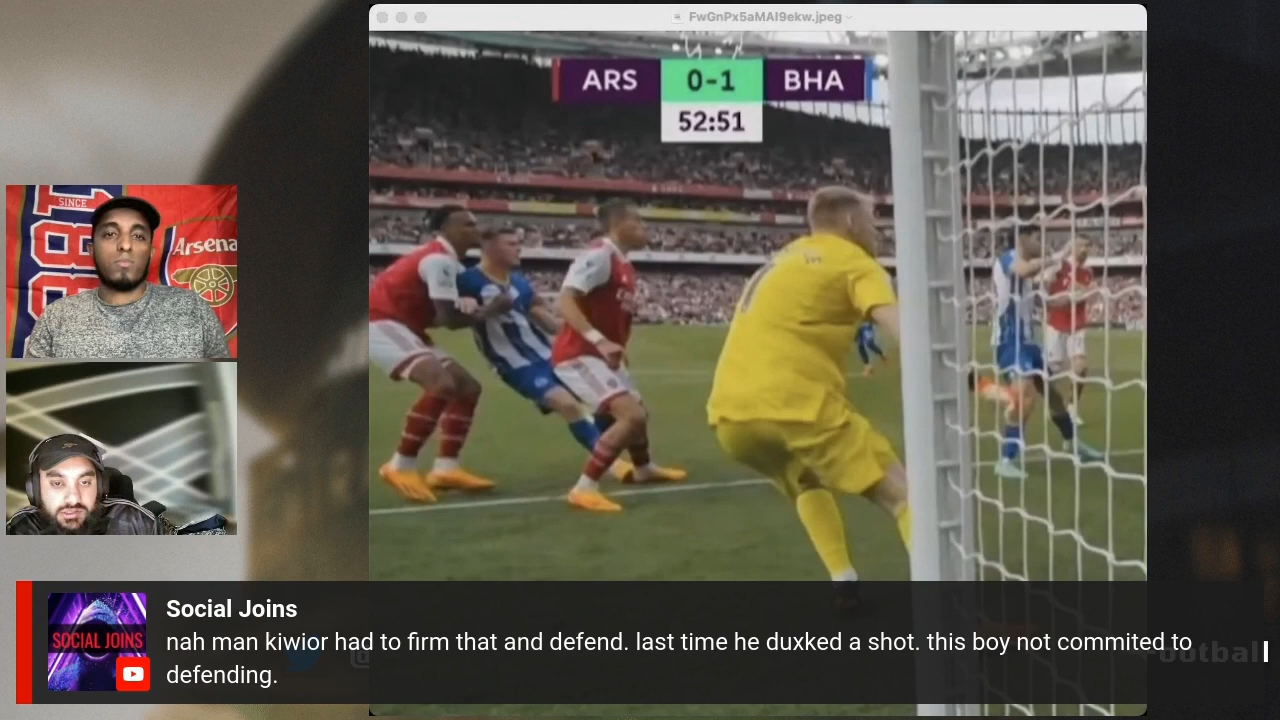 FwGnPx5aMAI9ekw.jpeg
ARS 0-1 BHA
52:51
SINCE
Arsenal
SOCIAL JOINS
Social Joins
nah man kiwior had to firm that and defend. last time he duxked a shot. this boy not commited to
defending.
Football